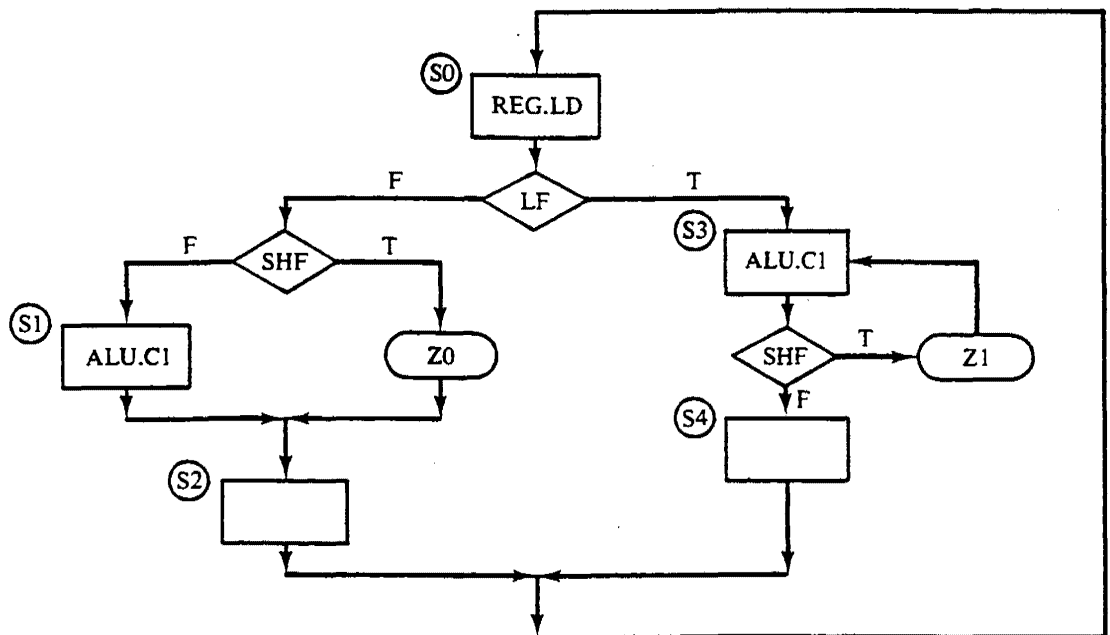 S0
REG.LD
F
LF
T
S3
F
SHF
T
ALU.C1
S1
ALU.C1
Z0
SHF
T
Z1
F
S4
S2